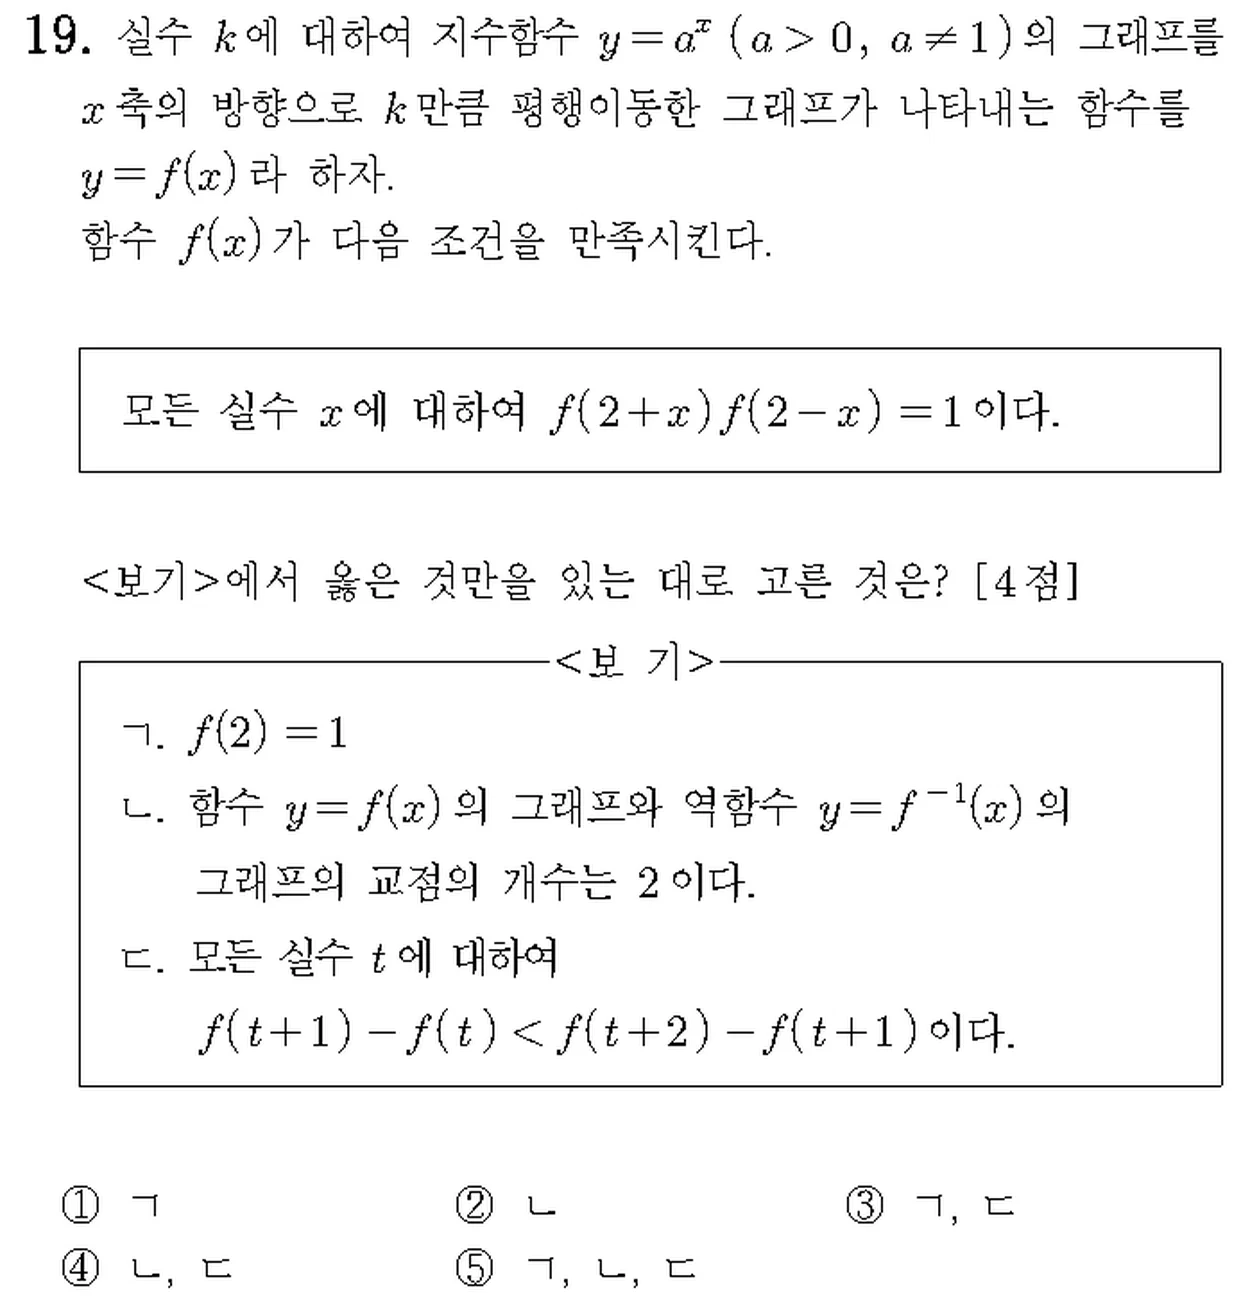 19. 실수 k에 대하여 지수함수 y=aˣ (a>0, a≠1)의 그래프를
x축의 방향으로 k만큼 평행이동한 그래프가 나타내는 함수를
y=f(x)라 하자.
함수 f(x)가 다음 조건을 만족시킨다.
모든 실수 x에 대하여 f(2+x)f(2-x)=1이다.
<보기>에서 옳은 것만을 있는 대로 고른 것은? [4점]
<보 기>
ㄱ. f(2)=1
ㄴ. 함수 y=f(x)의 그래프와 역함수 y=f⁻¹(x)의
그래프의 교점의 개수는 2이다.
ㄷ. 모든 실수 t에 대하여
f(t+1)-f(t)<f(t+2)-f(t+1)이다.
① ㄱ ② ㄴ ③ ㄱ, ㄷ
④ ㄴ, ㄷ ⑤ ㄱ, ㄴ, ㄷ